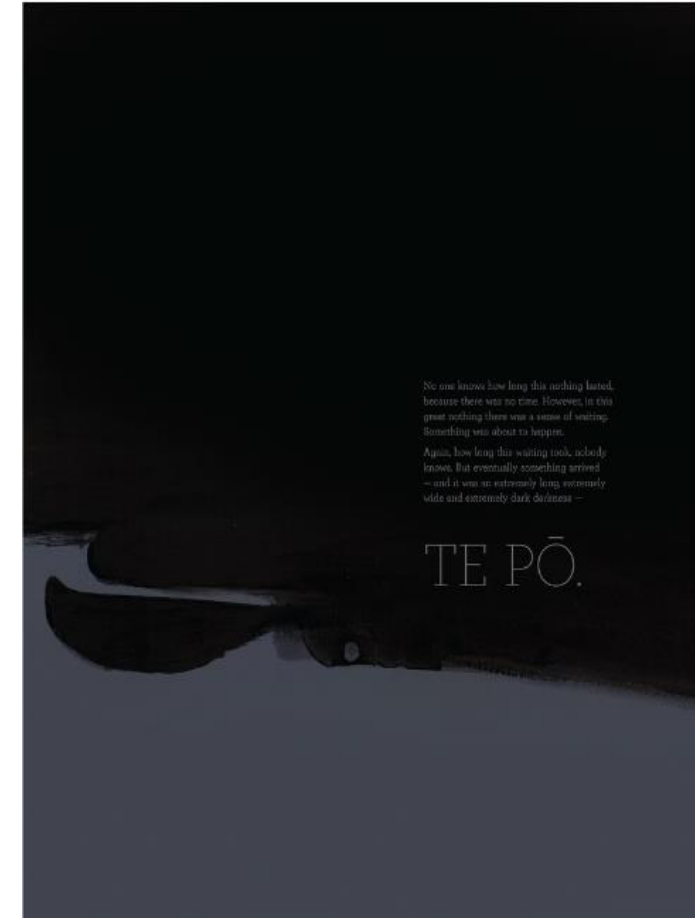 No one knows how long this nothing lasted,
because there was no time. However, in this
great nothing there was a sense of waiting.
Something was about to happen.
Again, how long this waiting took, nobody
knows. But eventually something arrived
— and it was an extremely long, extremely
wide and extremely dark darkness —
TE PŌ.